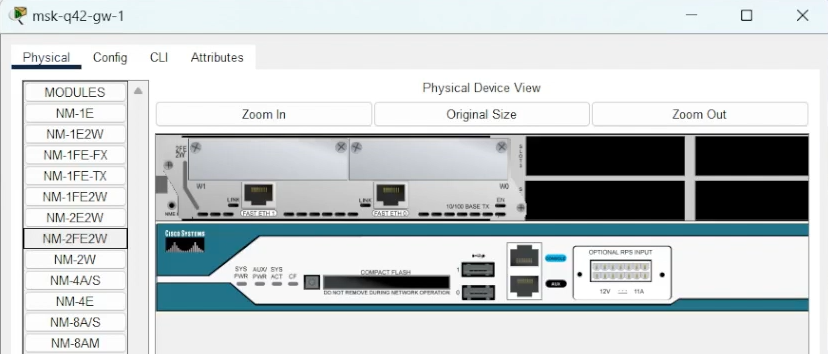 msk-q42-gw-1
Physical Config CLI Attributes
MODULES
NM-1E
NM-1E2W
NM-1FE-FX
NM-1FE-TX
NM-1FE2W
NM-2E2W
NM-2FE2W
NM-2W
NM-4A/S
NM-4E
NM-8A/S
NM-8AM
Physical Device View
Zoom In Original Size Zoom Out
2FE
2W
W1 W0
LINK LINK EN
FAST ETH 1 FAST ETH 0 10/100 BASE TX
CISCO SYSTEMS
SYS AUX/ SYS
PWR PWR ACT CF
COMPACT FLASH
DO NOT REMOVE DURING NETWORK OPERATION
1
0
CONSOLE
AUX
OPTIONAL RPS INPUT
12V 11A